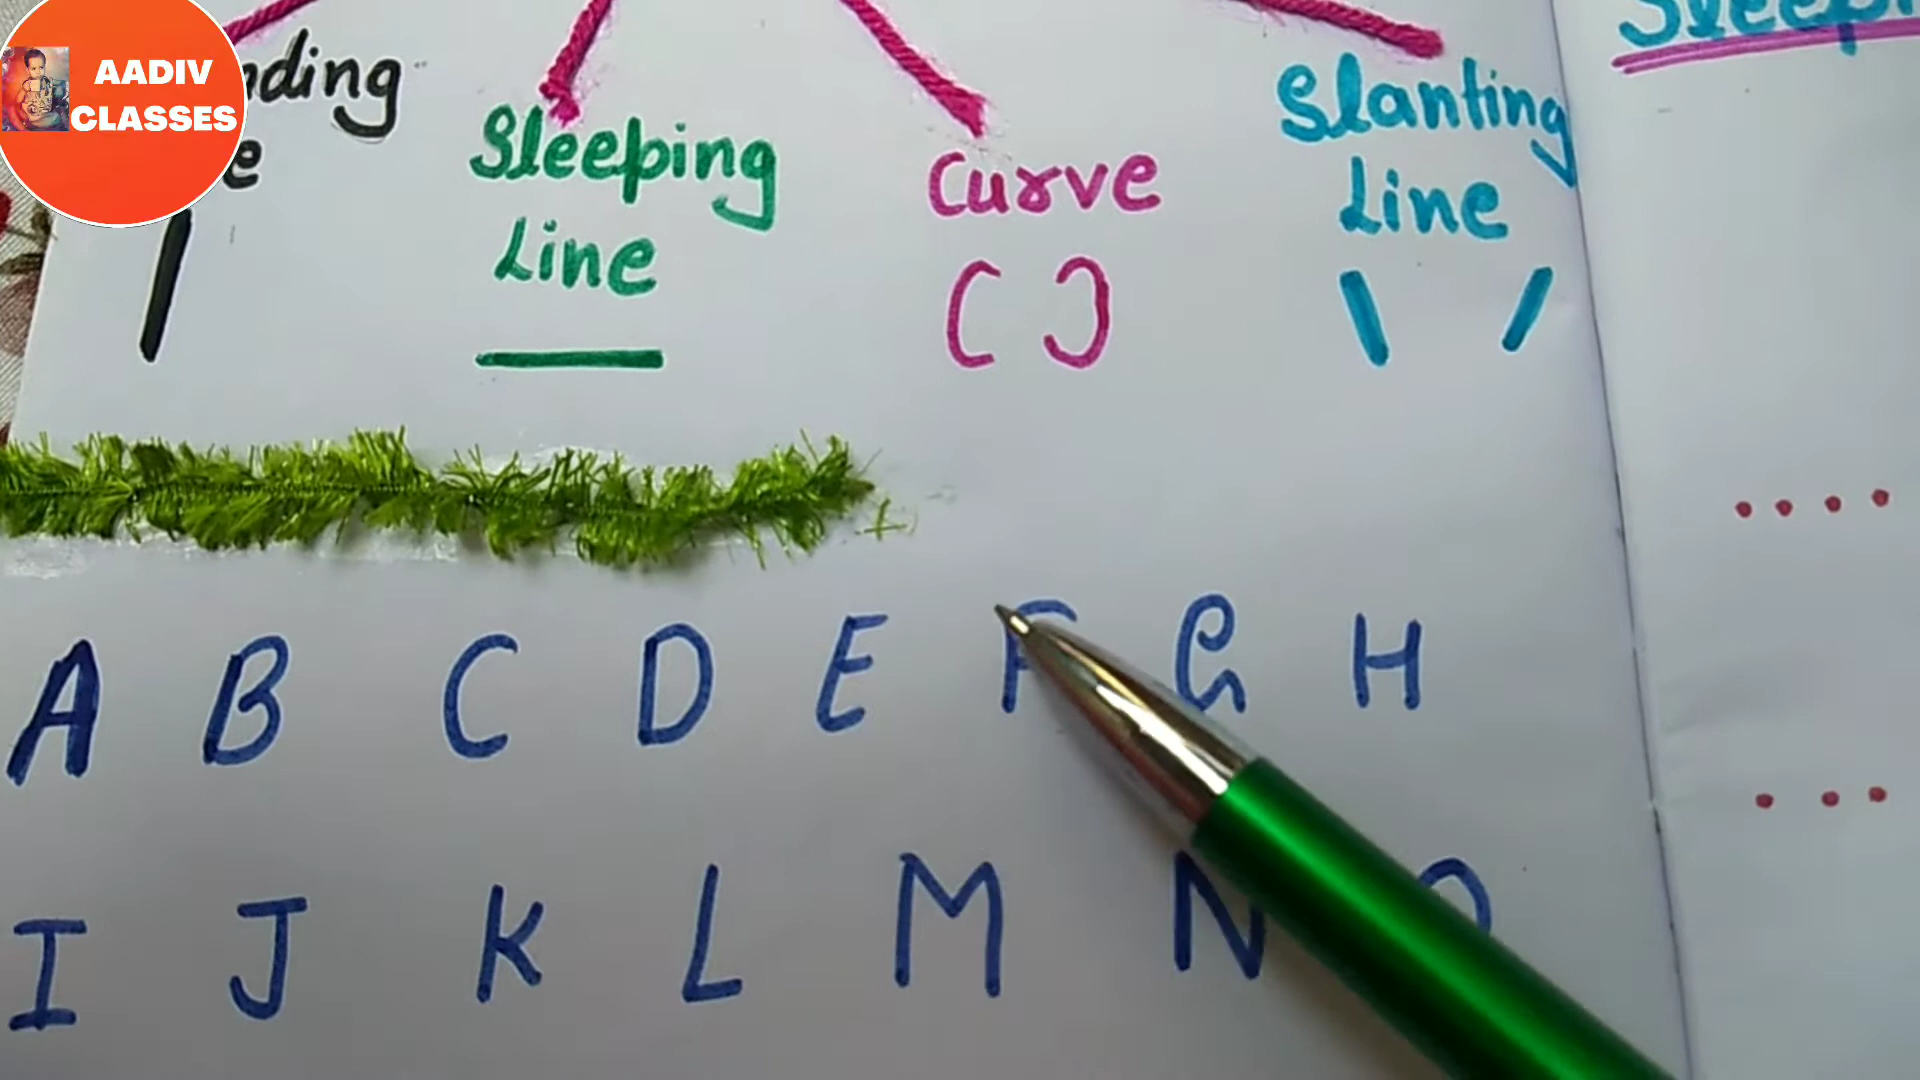 AADIV
CLASSES
Sleeping
Line
Curve
( )
Slanting
Line
A B C D E F G H
I J K L M N O